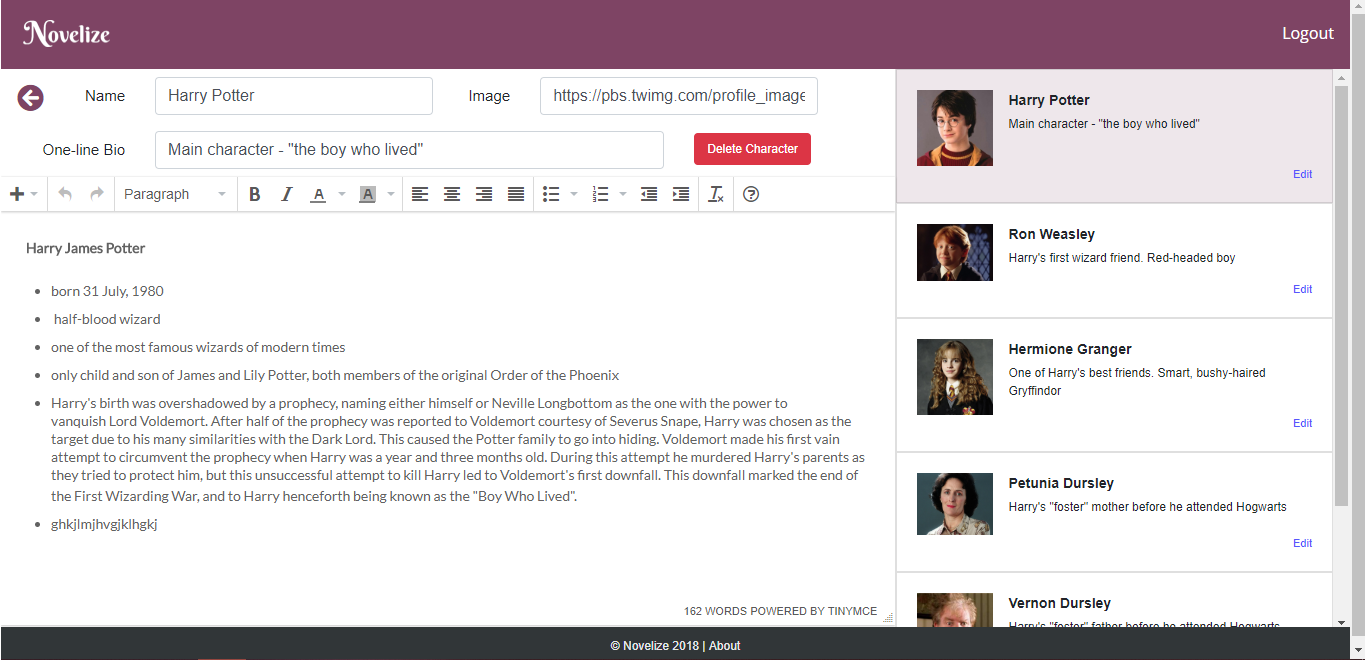 Novelize
Logout
Name
Harry Potter
Image
https://pbs.twimg.com/profile_image
One-line Bio
Main character - "the boy who lived"
Delete Character
Paragraph
B I A A
Harry James Potter
born 31 July, 1980
half-blood wizard
one of the most famous wizards of modern times
only child and son of James and Lily Potter, both members of the original Order of the Phoenix
Harry's birth was overshadowed by a prophecy, naming either himself or Neville Longbottom as the one with the power to
vanquish Lord Voldemort. After half of the prophecy was reported to Voldemort courtesy of Severus Snape, Harry was chosen as the
target due to his many similarities with the Dark Lord. This caused the Potter family to go into hiding. Voldemort made his first vain
attempt to circumvent the prophecy when Harry was a year and three months old. During this attempt he murdered Harry's parents as
they tried to protect him, but this unsuccessful attempt to kill Harry led to Voldemort's first downfall. This downfall marked the end of
the First Wizarding War, and to Harry henceforth being known as the "Boy Who Lived".
ghkjlmjhvgjklhgkj
162 WORDS POWERED BY TINYMCE
Harry Potter
Main character - "the boy who lived"
Edit
Ron Weasley
Harry's first wizard friend. Red-headed boy
Edit
Hermione Granger
One of Harry's best friends. Smart, bushy-haired
Gryffindor
Edit
Petunia Dursley
Harry's "foster" mother before he attended Hogwarts
Edit
Vernon Dursley
Harry's "foster" father before he attended Hogwarts
© Novelize 2018 | About